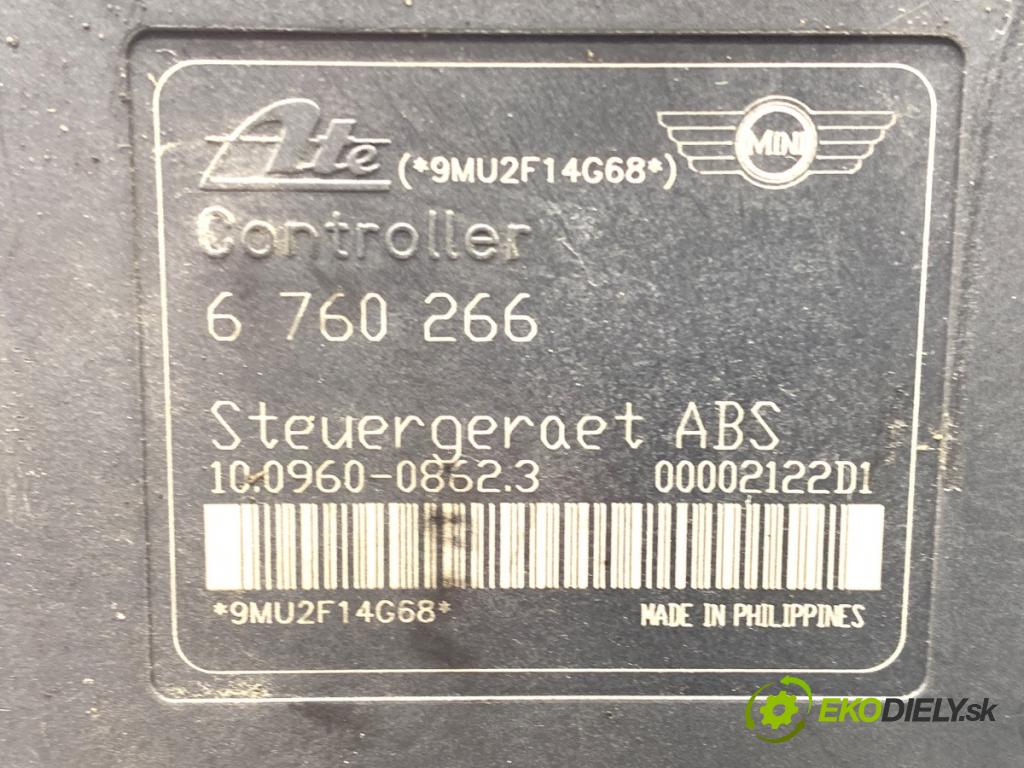 Ate (*9MU2F14G68*) MINI
Controller
6 760 266
Steuergeraet ABS
10.0960-0862.3 00002122D1
*9MU2F14G68* MADE IN PHILIPPINES
EKODIELY.sk